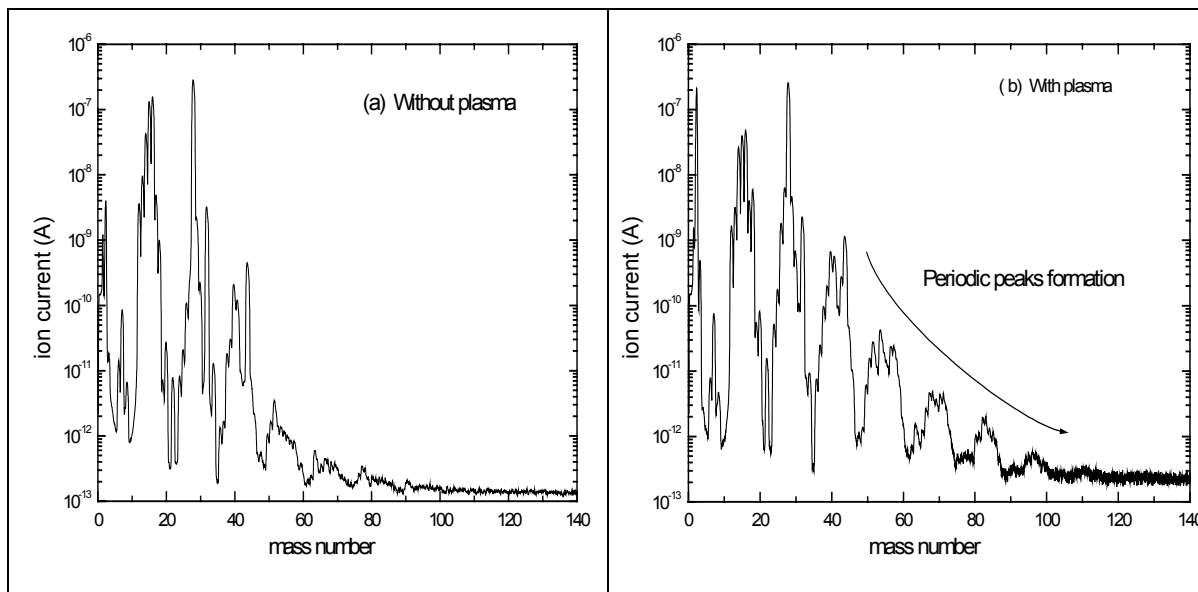 10⁻⁶
10⁻⁷
10⁻⁸
10⁻⁹
10⁻¹⁰
10⁻¹¹
10⁻¹²
10⁻¹³
ion current (A)
(a) Without plasma
0 20 40 60 80 100 120 140
mass number
10⁻⁶
10⁻⁷
10⁻⁸
10⁻⁹
10⁻¹⁰
10⁻¹¹
10⁻¹²
10⁻¹³
ion current (A)
( b) With plasma
Periodic peaks formation
0 20 40 60 80 100 120 140
mass number